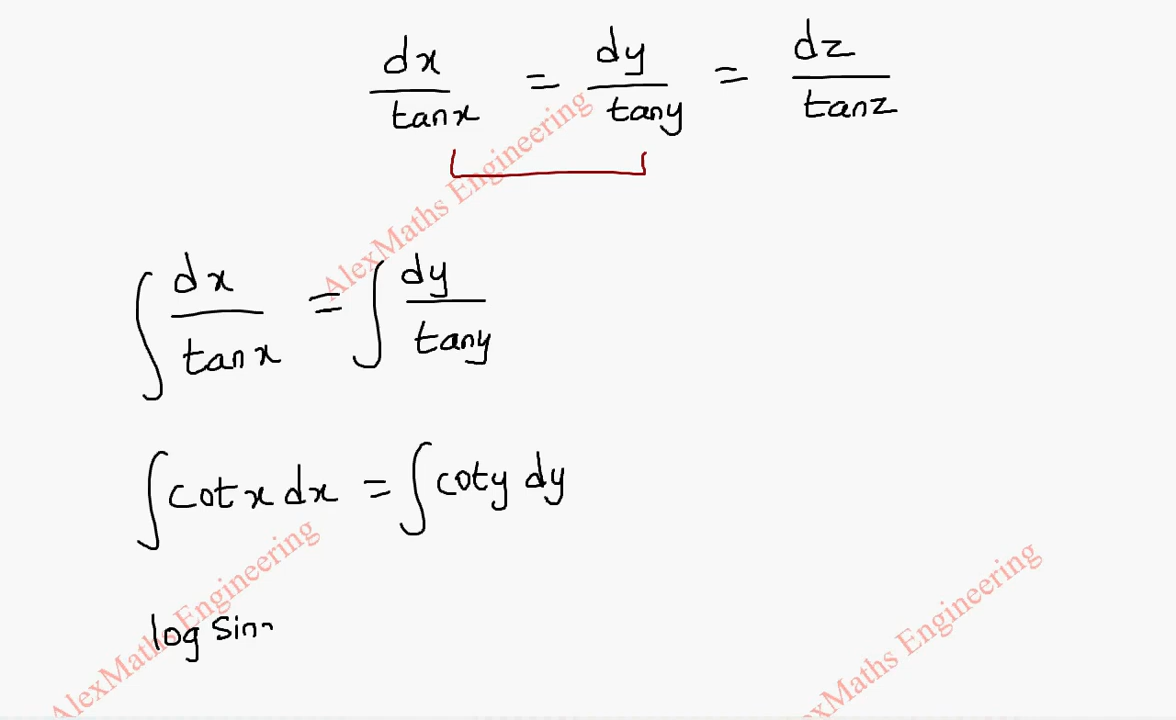 dx/tanx = dy/tany = dz/tanz
∫ dx/tanx = ∫ dy/tany
∫ cotx dx = ∫ coty dy
log Sin
AlexMaths Engineering
AlexMaths Engineering
AlexMaths Engineering